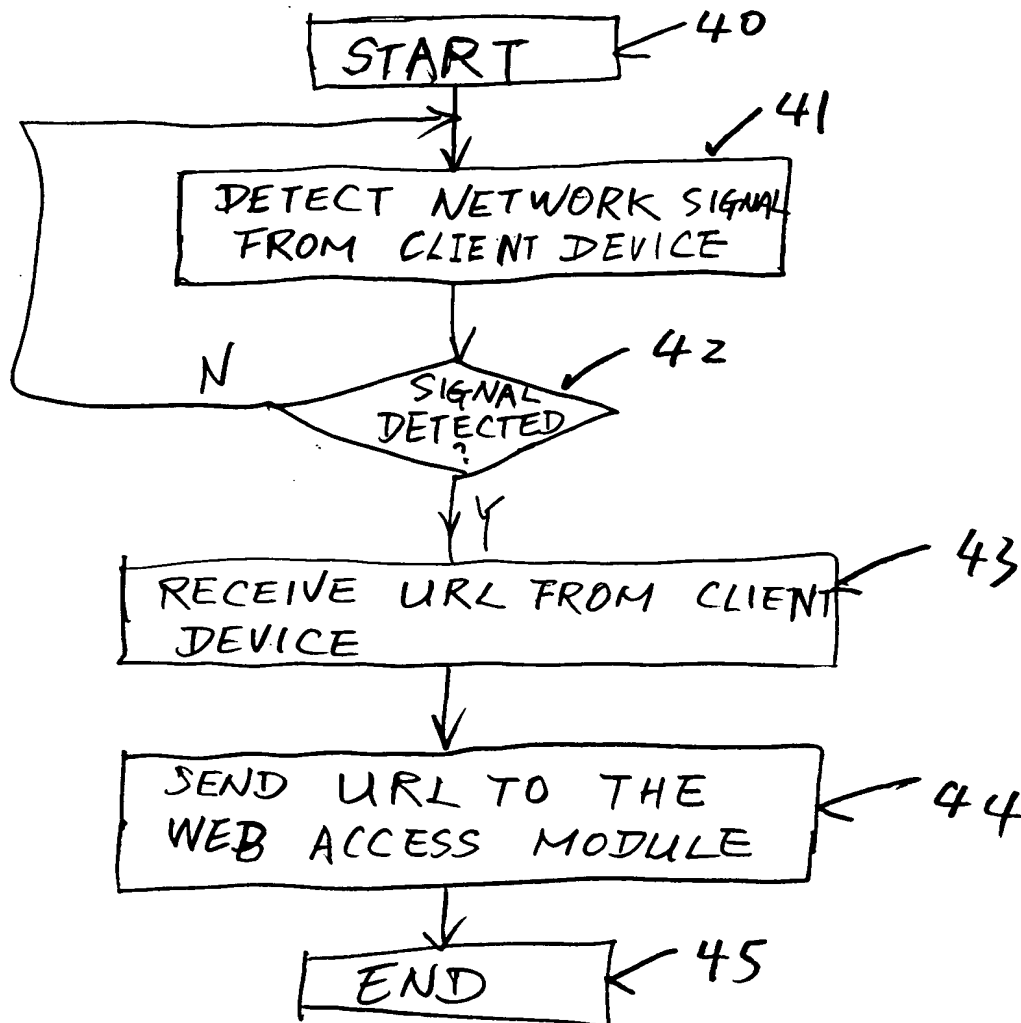 START
40
41
DETECT NETWORK SIGNAL
FROM CLIENT DEVICE
42
N
SIGNAL
DETECTED
?
Y
43
RECEIVE URL FROM CLIENT
DEVICE
SEND URL TO THE
WEB ACCESS MODULE
44
END
45